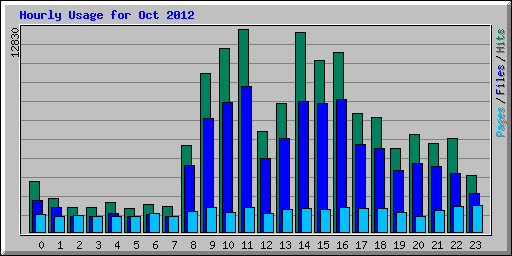 Hourly Usage for Oct 2012
12830
Pages/Files/Hits
0 1 2 3 4 5 6 7 8 9 10 11 12 13 14 15 16 17 18 19 20 21 22 23